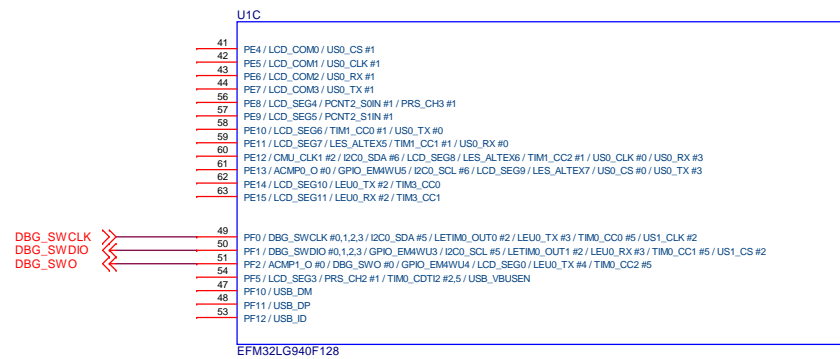 U1C
41 PE4 / LCD_COM0 / US0_CS #1
42 PE5 / LCD_COM1 / US0_CLK #1
43 PE6 / LCD_COM2 / US0_RX #1
44 PE7 / LCD_COM3 / US0_TX #1
56 PE8 / LCD_SEG4 / PCNT2_S0IN #1 / PRS_CH3 #1
57 PE9 / LCD_SEG5 / PCNT2_S1IN #1
58 PE10 / LCD_SEG6 / TIM1_CC0 #1 / US0_TX #0
59 PE11 / LCD_SEG7 / LES_ALTEX5 / TIM1_CC1 #1 / US0_RX #0
60 PE12 / CMU_CLK1 #2 / I2C0_SDA #6 / LCD_SEG8 / LES_ALTEX6 / TIM1_CC2 #1 / US0_CLK #0 / US0_RX #3
61 PE13 / ACMP0_O #0 / GPIO_EM4WU5 / I2C0_SCL #6 / LCD_SEG9 / LES_ALTEX7 / US0_CS #0 / US0_TX #3
62 PE14 / LCD_SEG10 / LEU0_TX #2 / TIM3_CC0
63 PE15 / LCD_SEG11 / LEU0_RX #2 / TIM3_CC1
DBG_SWCLK 49 PF0 / DBG_SWCLK #0,1,2,3 / I2C0_SDA #5 / LETIM0_OUT0 #2 / LEU0_TX #3 / TIM0_CC0 #5 / US1_CLK #2
DBG_SWDIO 50 PF1 / DBG_SWDIO #0,1,2,3 / GPIO_EM4WU3 / I2C0_SCL #5 / LETIM0_OUT1 #2 / LEU0_RX #3 / TIM0_CC1 #5 / US1_CS #2
DBG_SWO 51 PF2 / ACMP1_O #0 / DBG_SWO #0 / GPIO_EM4WU4 / LCD_SEG0 / LEU0_TX #4 / TIM0_CC2 #5
54 PF5 / LCD_SEG3 / PRS_CH2 #1 / TIM0_CDTI2 #2,5 / USB_VBUSEN
47 PF10 / USB_DM
48 PF11 / USB_DP
53 PF12 / USB_ID
EFM32LG940F128